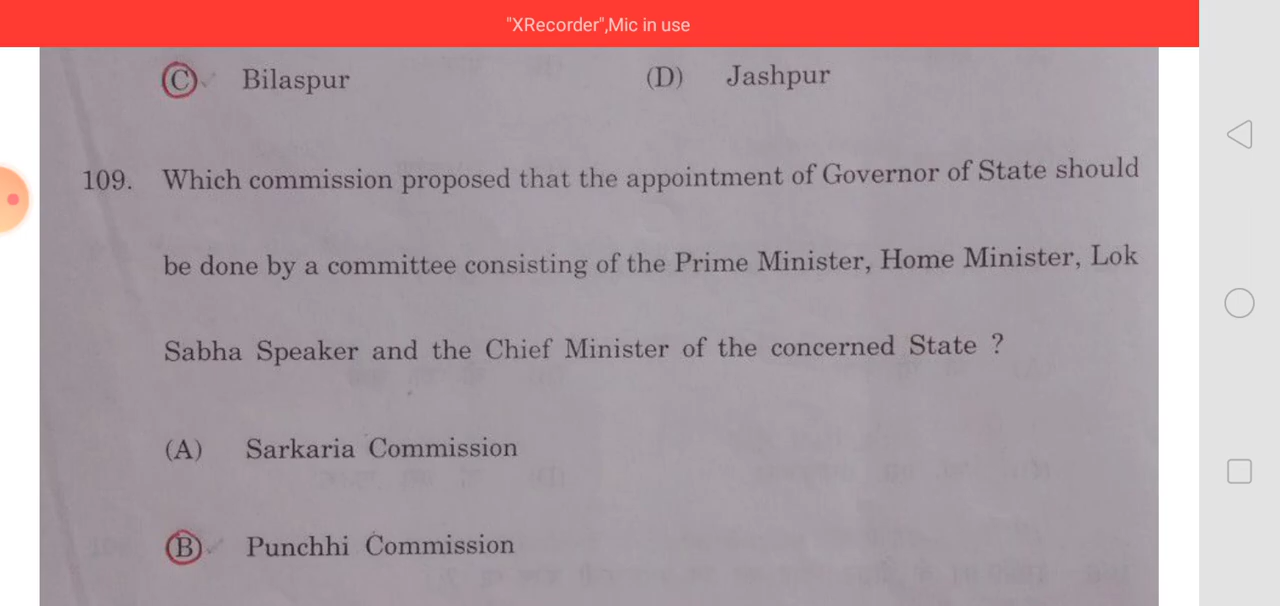 "XRecorder",Mic in use
(C) Bilaspur (D) Jashpur
109. Which commission proposed that the appointment of Governor of State should
be done by a committee consisting of the Prime Minister, Home Minister, Lok
Sabha Speaker and the Chief Minister of the concerned State ?
(A) Sarkaria Commission
(B) Punchhi Commission